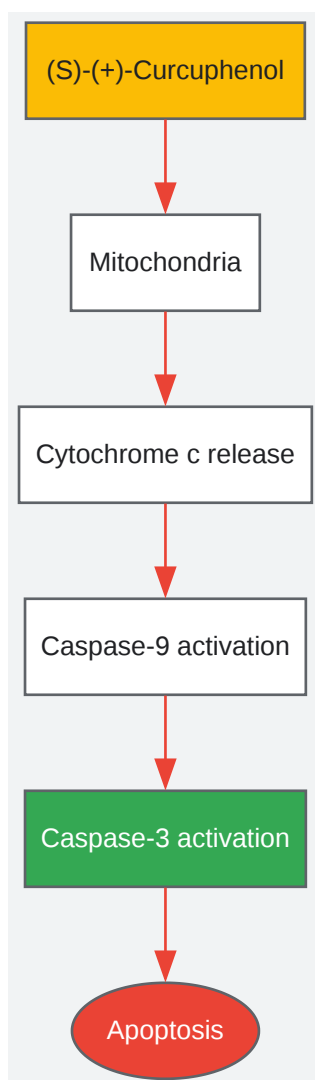 (S)-(+)-Curcuphenol
Mitochondria
Cytochrome c release
Caspase-9 activation
Caspase-3 activation
Apoptosis